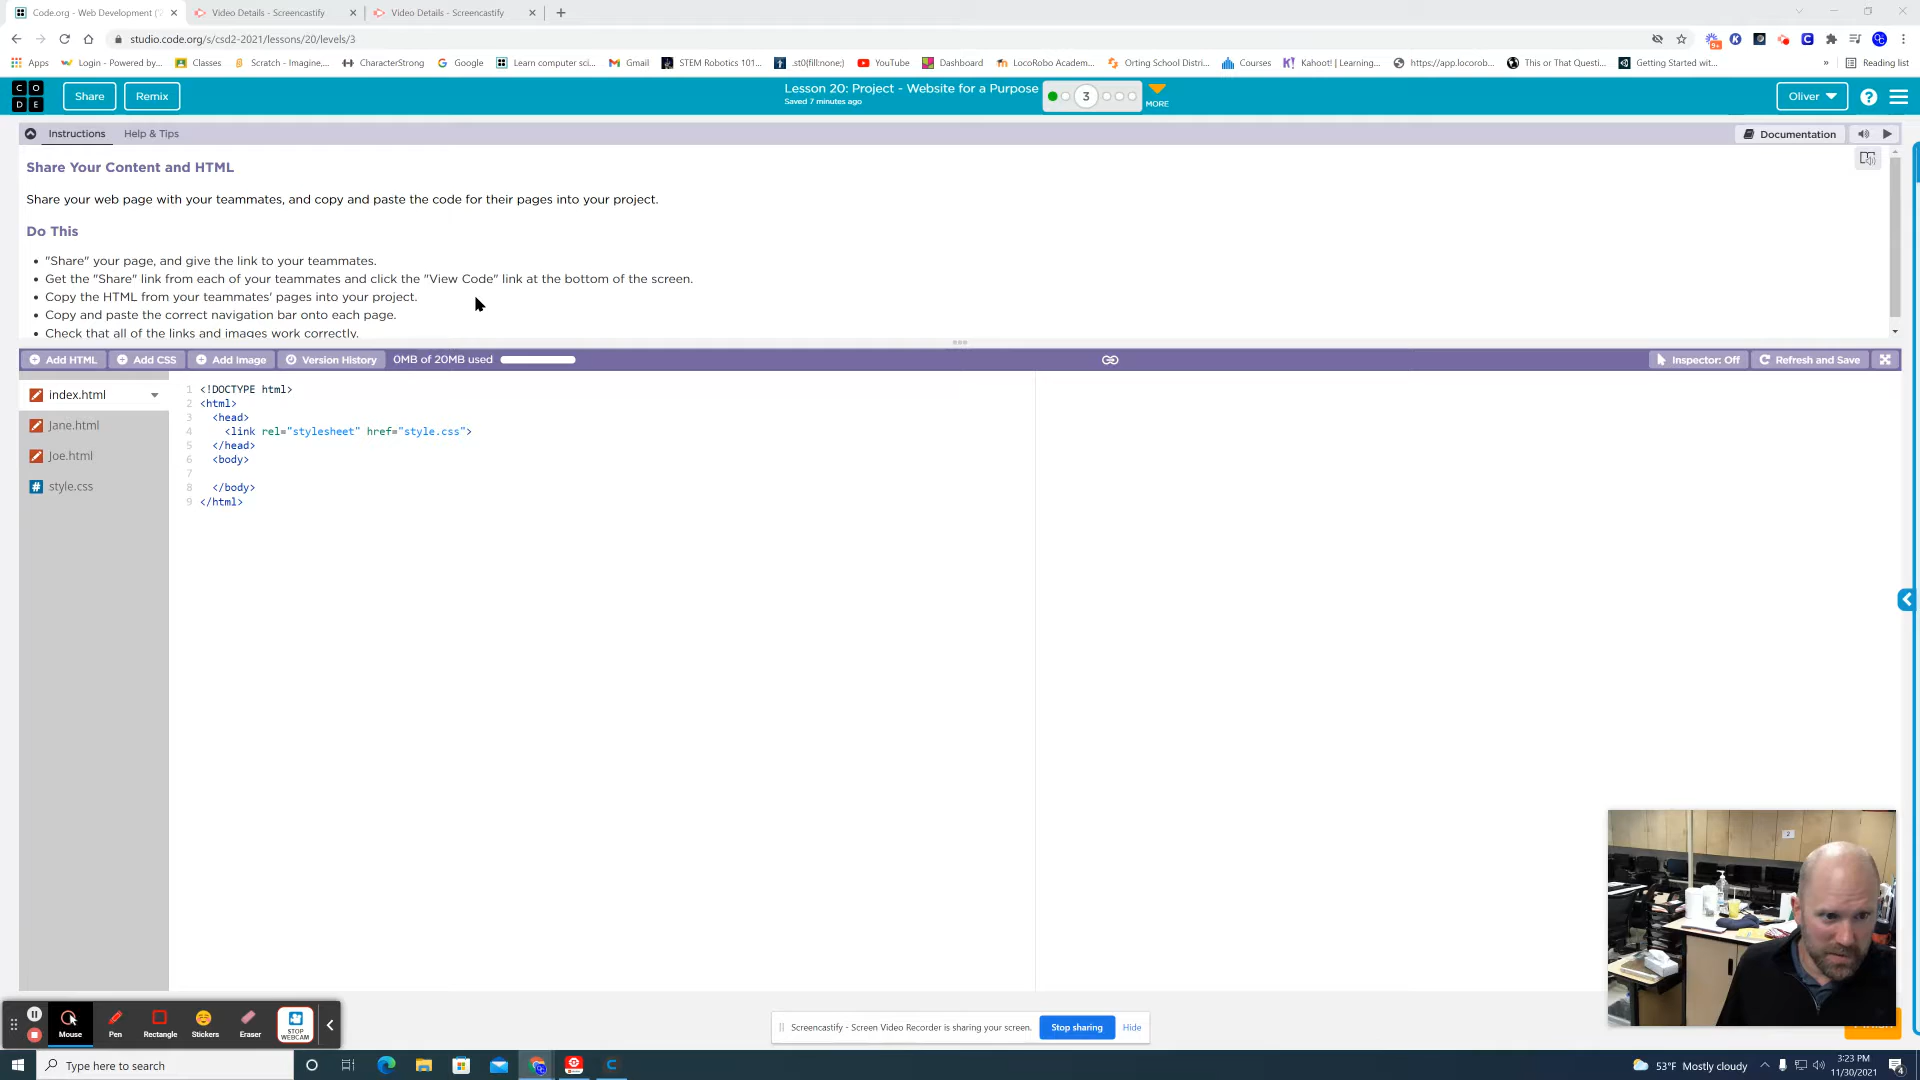 Code.org - Web Development ('2
Video Details - Screencastify
Video Details - Screencastify
studio.code.org/s/csd2-2021/lessons/20/levels/3
Apps
Login - Powered by...
Classes
Scratch - Imagine,...
CharacterStrong
Google
Learn computer sci...
Gmail
STEM Robotics 101...
.st0{fill:none;}
YouTube
Dashboard
LocoRobo Academ...
Orting School Distri...
Courses
Kahoot! | Learning...
https://app.locorob...
This or That Questi...
Getting Started wit...
»
Reading list
CODE
Share
Remix
Lesson 20: Project - Website for a Purpose
Saved 7 minutes ago
3
MORE
Oliver
?
Instructions
Help & Tips
Documentation
Share Your Content and HTML
Share your web page with your teammates, and copy and paste the code for their pages into your project.
Do This
• "Share" your page, and give the link to your teammates.
• Get the "Share" link from each of your teammates and click the "View Code" link at the bottom of the screen.
• Copy the HTML from your teammates' pages into your project.
• Copy and paste the correct navigation bar onto each page.
• Check that all of the links and images work correctly.
Add HTML
Add CSS
Add Image
Version History
0MB of 20MB used
Inspector: Off
Refresh and Save
index.html
Jane.html
Joe.html
# style.css
1 <!DOCTYPE html>
2 <html>
3 <head>
4 <link rel="stylesheet" href="style.css">
5 </head>
6 <body>
7
8 </body>
9 </html>
2
Mouse
Pen
Rectangle
Stickers
Eraser
STOP WEBCAM
Screencastify - Screen Video Recorder is sharing your screen.
Stop sharing
Hide
Type here to search
53°F Mostly cloudy
3:23 PM
11/30/2021
4